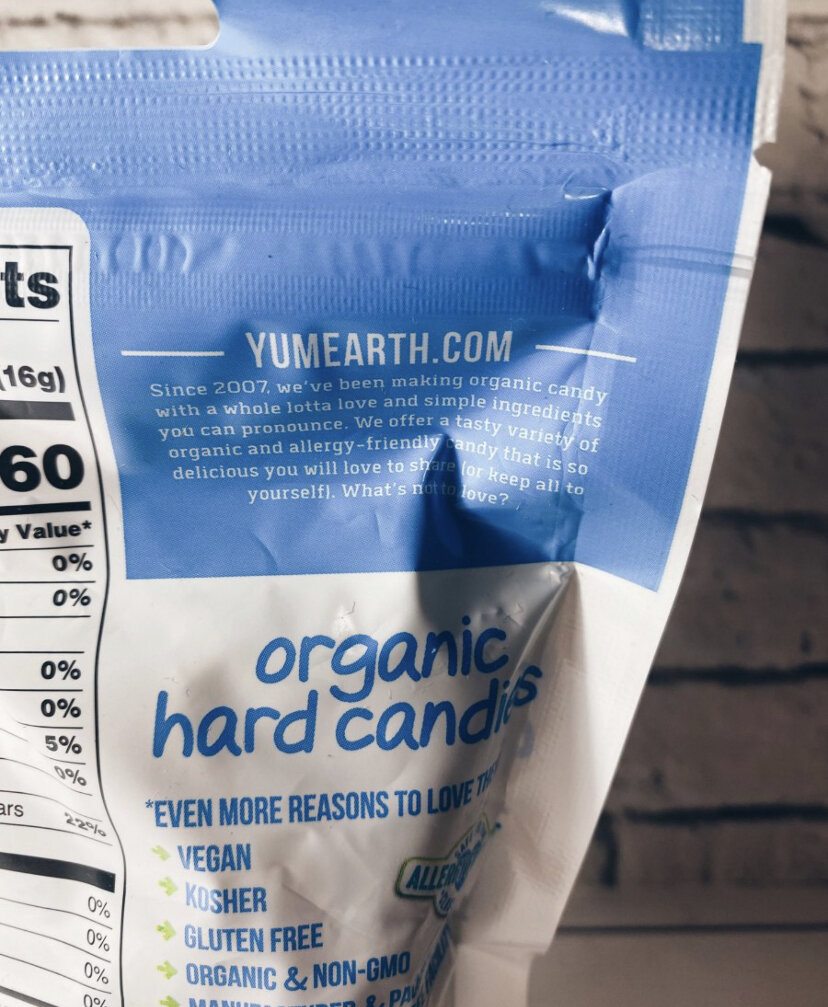 ts
(16g)
60
y Value*
0%
0%
0%
0%
5%
0%
ars 22%
0%
0%
0%
0%
YUMEARTH.COM
Since 2007, we've been making organic candy
with a whole lotta love and simple ingredients
you can pronounce. We offer a tasty variety of
organic and allergy-friendly candy that is so
delicious you will love to share (or keep all to
yourself). What's not to love?
organic
hard candies
*EVEN MORE REASONS TO LOVE
VEGAN
KOSHER
GLUTEN FREE
ORGANIC & NON-GMO